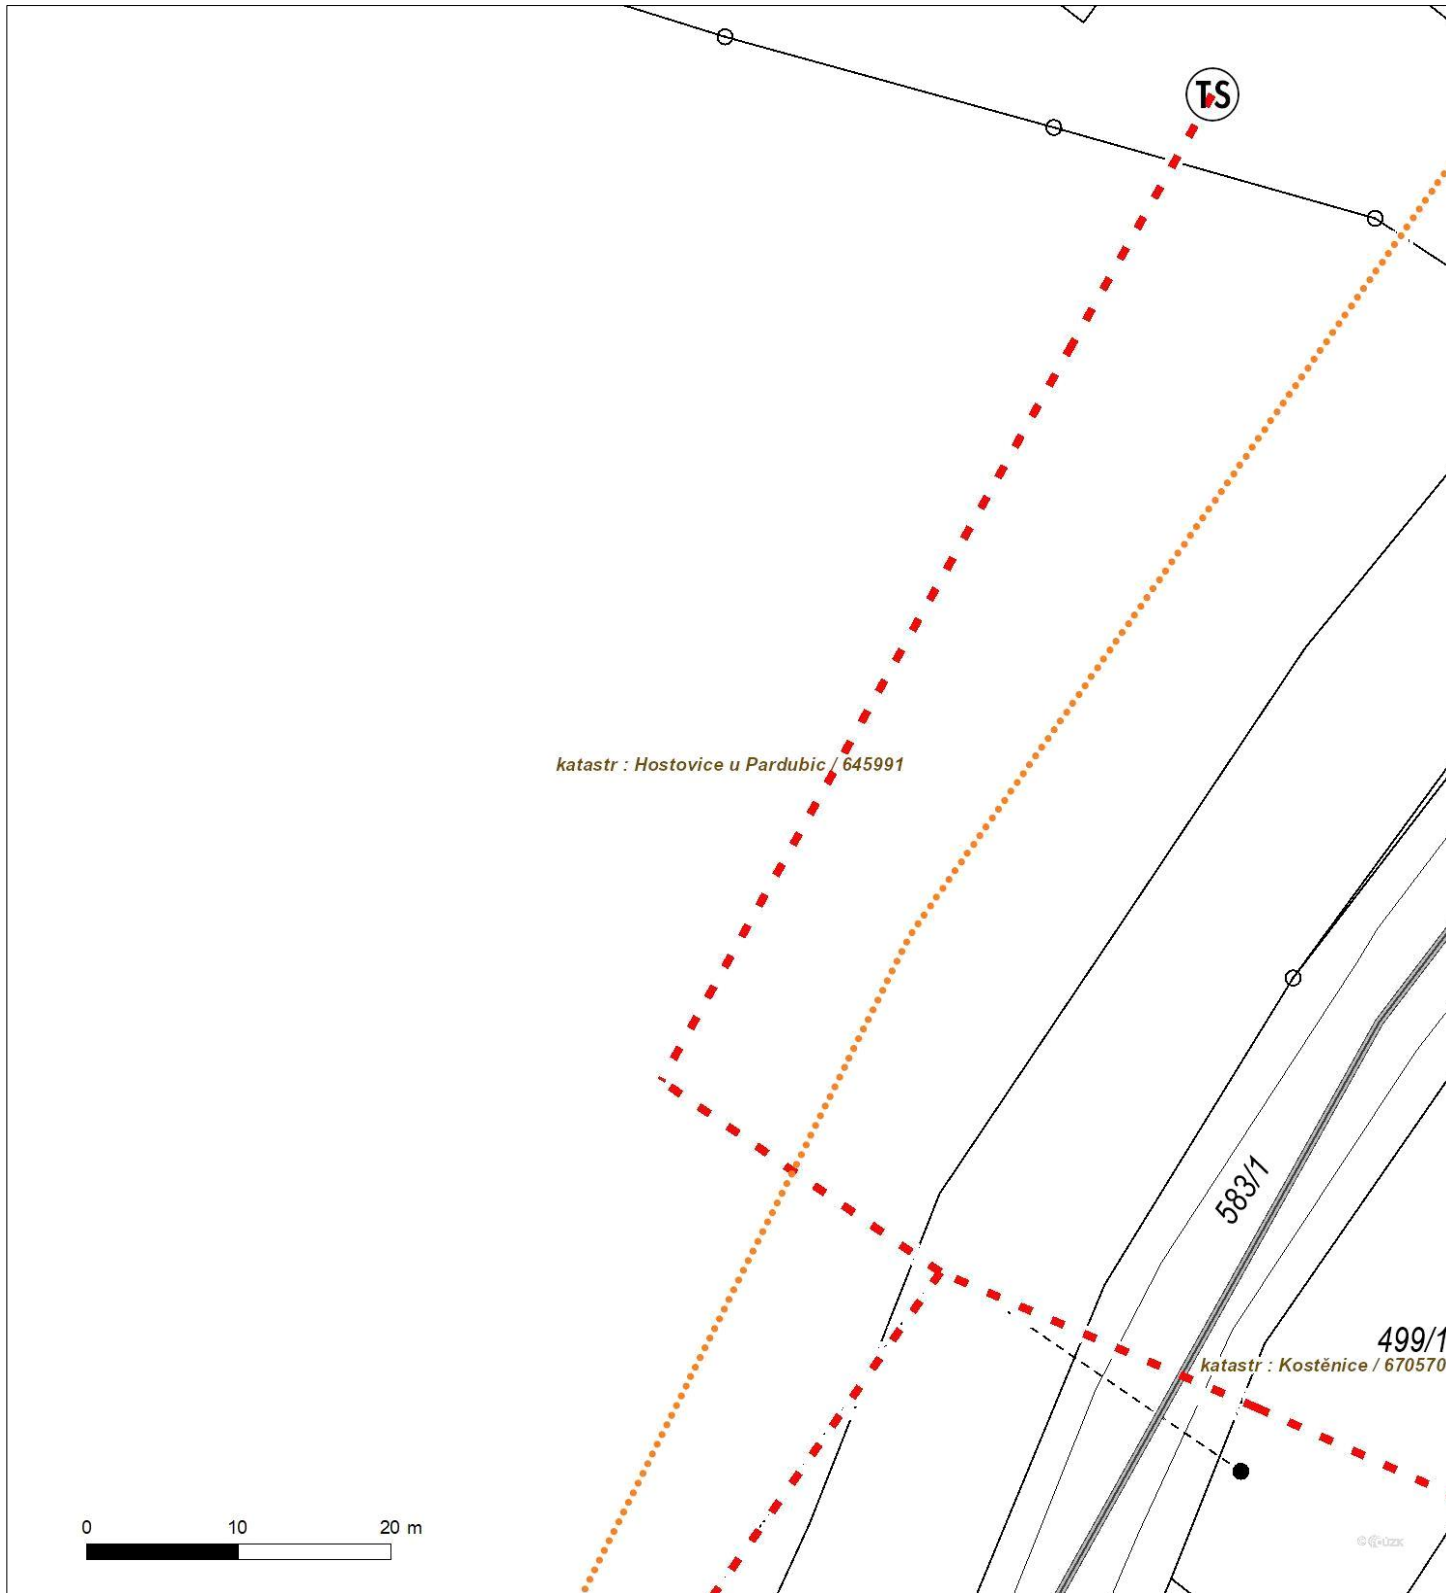 TS
katastr : Hostovice u Pardubic / 645991
583/1
499/1
katastr : Kostěnice / 670570
0 10 20 m